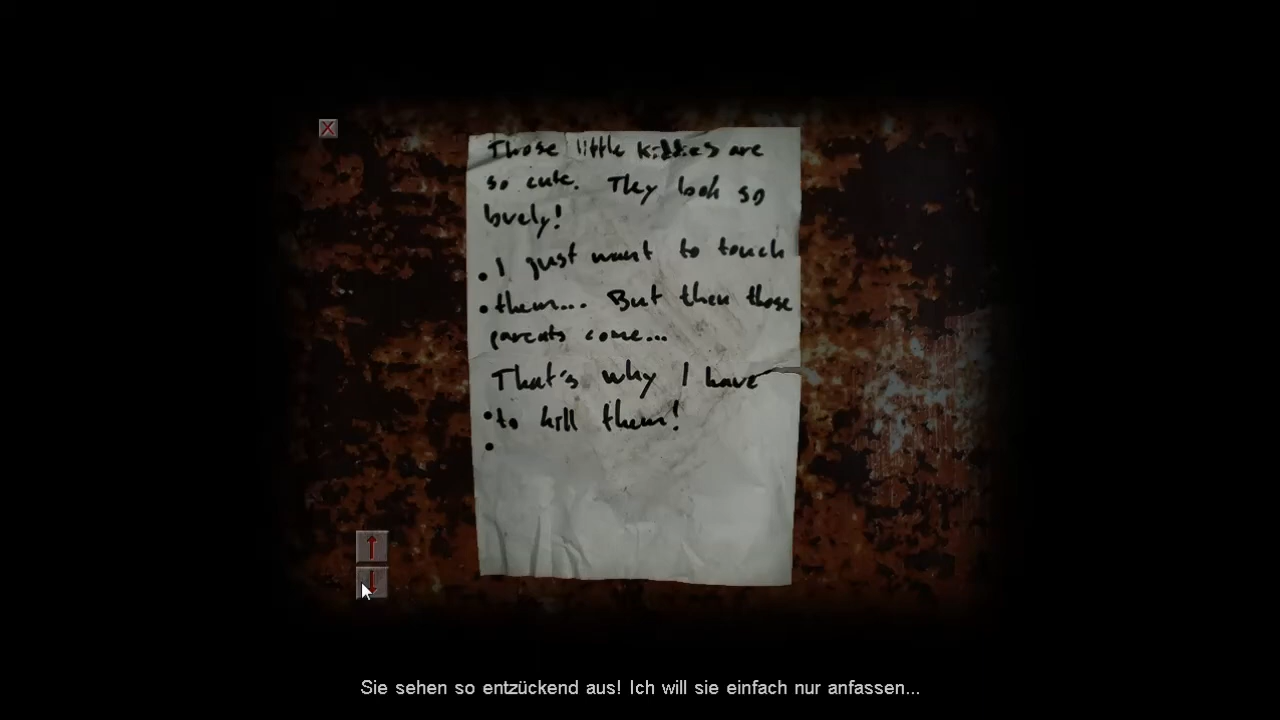 Those little kiddies are
so cute. They look so
lovely!
I just want to touch
them... But then those
parents come...
That's why I have
to kill them!
Sie sehen so entzückend aus! Ich will sie einfach nur anfassen...